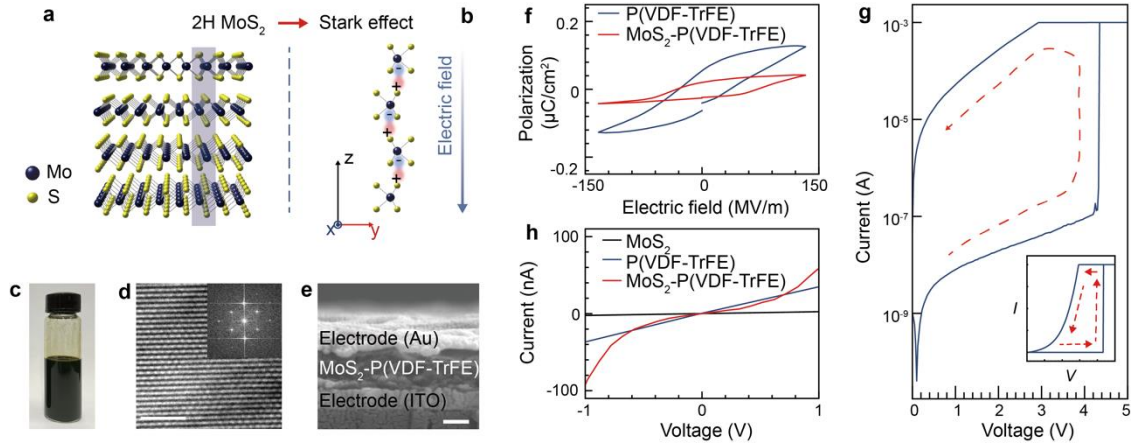 a
2H MoS2
Stark effect
b
Electric field
Mo
S
z
x
y
c
d
e
Electrode (Au)
MoS2-P(VDF-TrFE)
Electrode (ITO)
f
P(VDF-TrFE)
MoS2-P(VDF-TrFE)
Polarization
(μC/cm2)
0.2
0
-0.2
-150
0
150
Electric field (MV/m)
h
MoS2
P(VDF-TrFE)
MoS2-P(VDF-TrFE)
Current (nA)
100
0
-100
-1
0
1
Voltage (V)
g
Current (A)
10-3
10-5
10-7
10-9
I
V
0
1
2
3
4
5
Voltage (V)